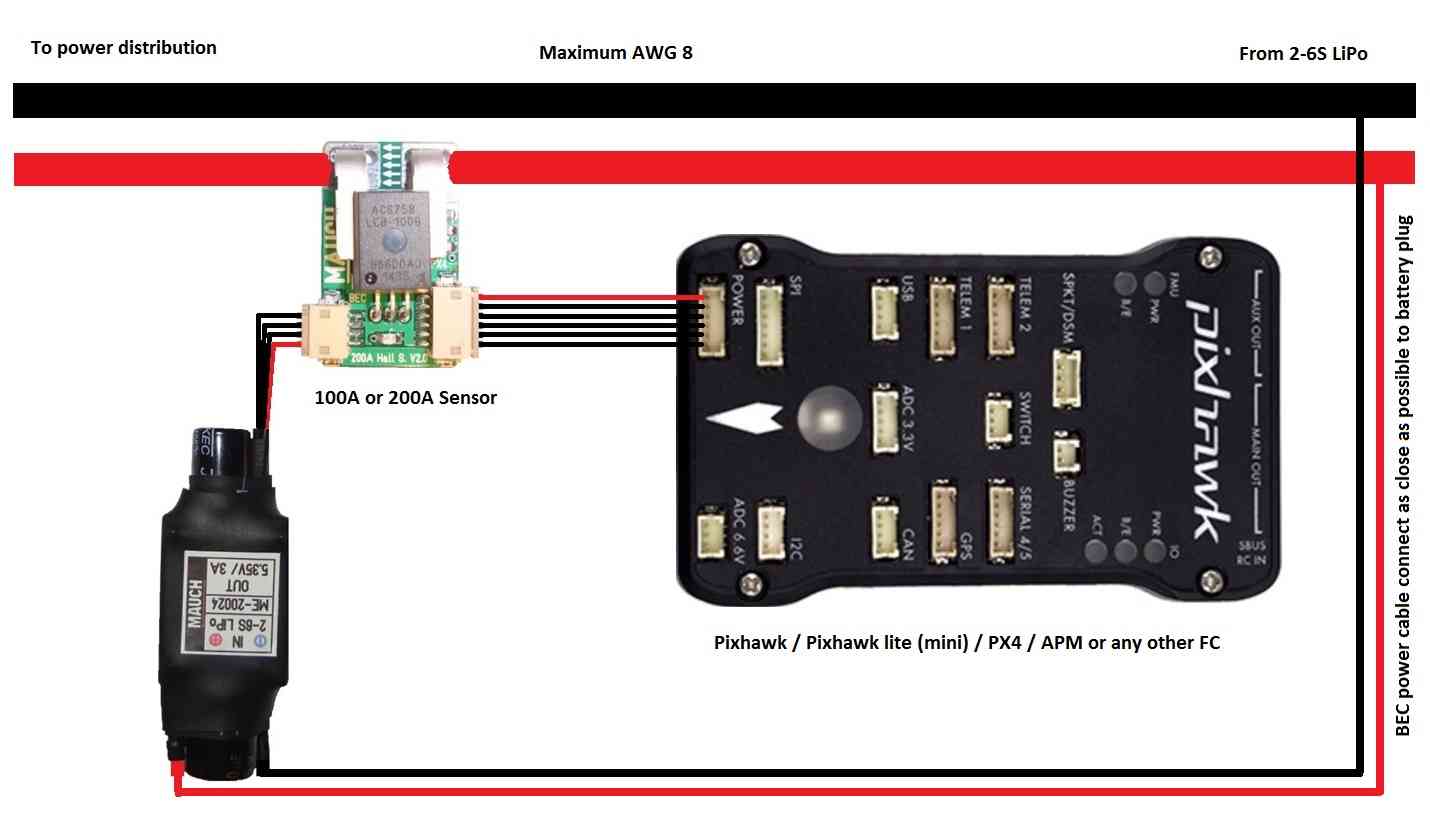 To power distribution
Maximum AWG 8
From 2-6S LiPo
MAUCH
BEC
200A Hall S. V2.0
100A or 200A Sensor
POWER
SPI
USB
TELEM 1
TELEM 2
SPKT/DSM
B/E
PWR
FMU
AUX OUT
ADC 3.3V
SWITCH
MAIN OUT
pixhawk
BUZZER
ADC 6.6V
I2C
CAN
GPS
SERIAL 4/5
ACT
B/E
PWR
IO
SBUS
RC IN
MAUCH
IN
2-6S LiPo
ME-20024
OUT
5.35V/ 3A
Pixhawk / Pixhawk lite (mini) / PX4 / APM or any other FC
BEC power cable connect as close as possible to battery plug